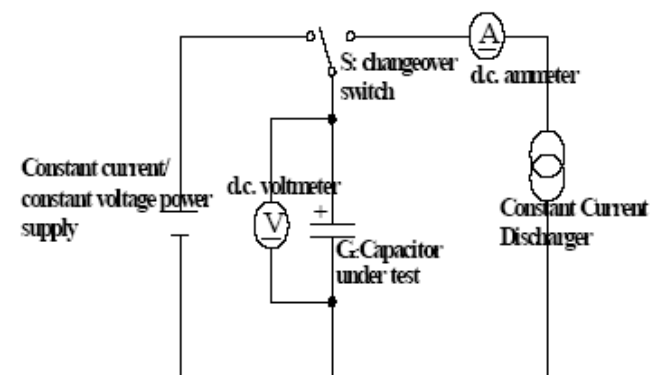 S: changeover
switch
A
d.c. ammeter
Constant current/
constant voltage power
supply
d.c. voltmeter
V
+
C:Capacitor
under test
Constant Current
Discharger